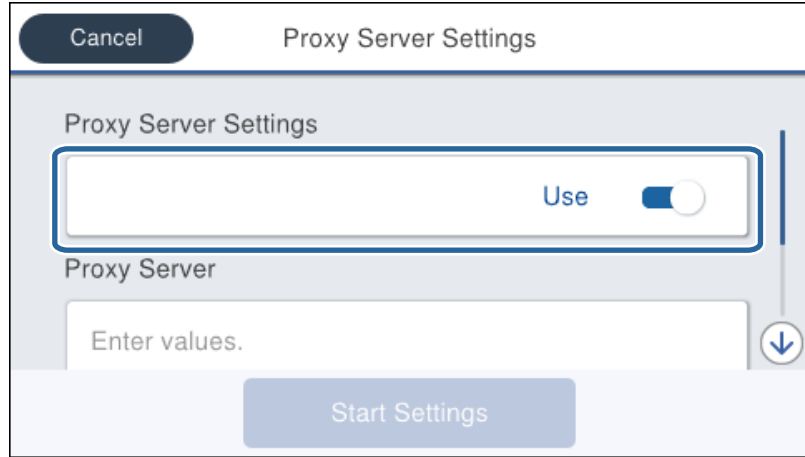 Cancel Proxy Server Settings
Proxy Server Settings
Use
Proxy Server
Enter values.
Start Settings